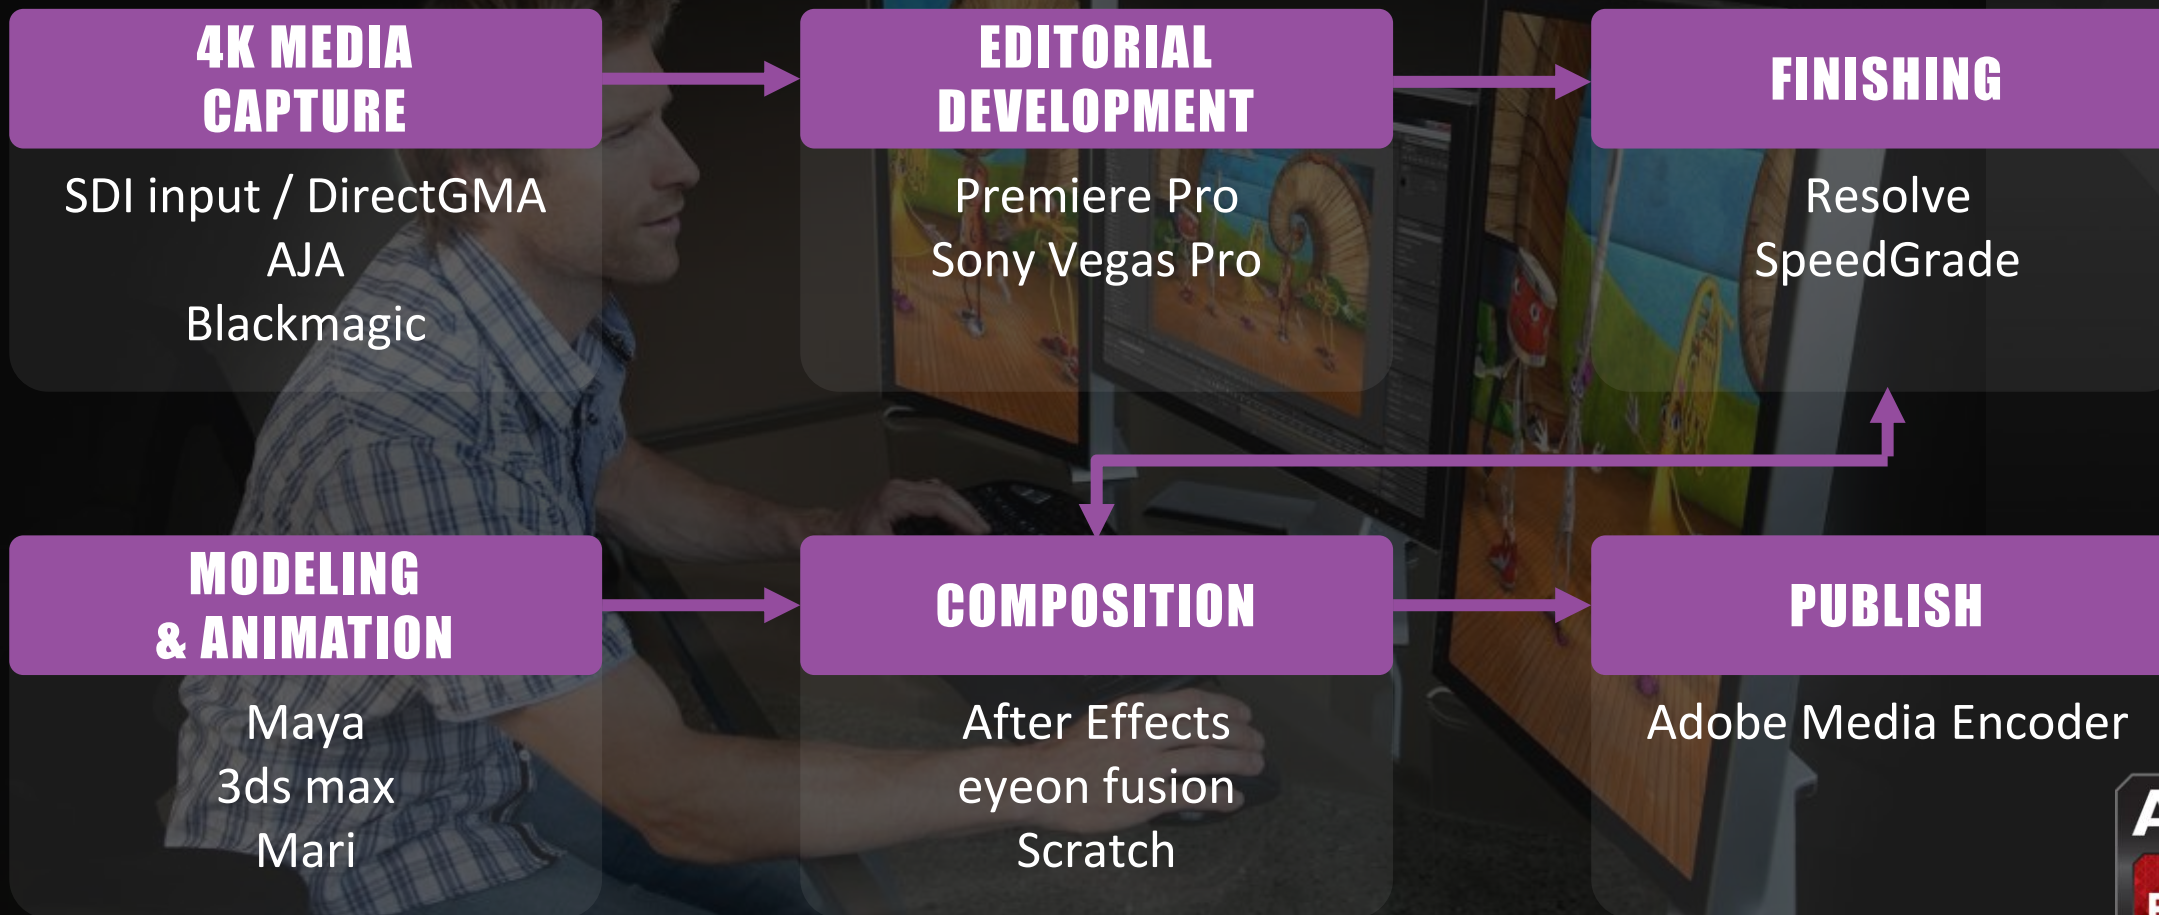 4K MEDIA
CAPTURE
SDI input / DirectGMA
AJA
Blackmagic
EDITORIAL
DEVELOPMENT
Premiere Pro
Sony Vegas Pro
FINISHING
Resolve
SpeedGrade
MODELING
& ANIMATION
Maya
3ds max
Mari
COMPOSITION
After Effects
eyeon fusion
Scratch
PUBLISH
Adobe Media Encoder